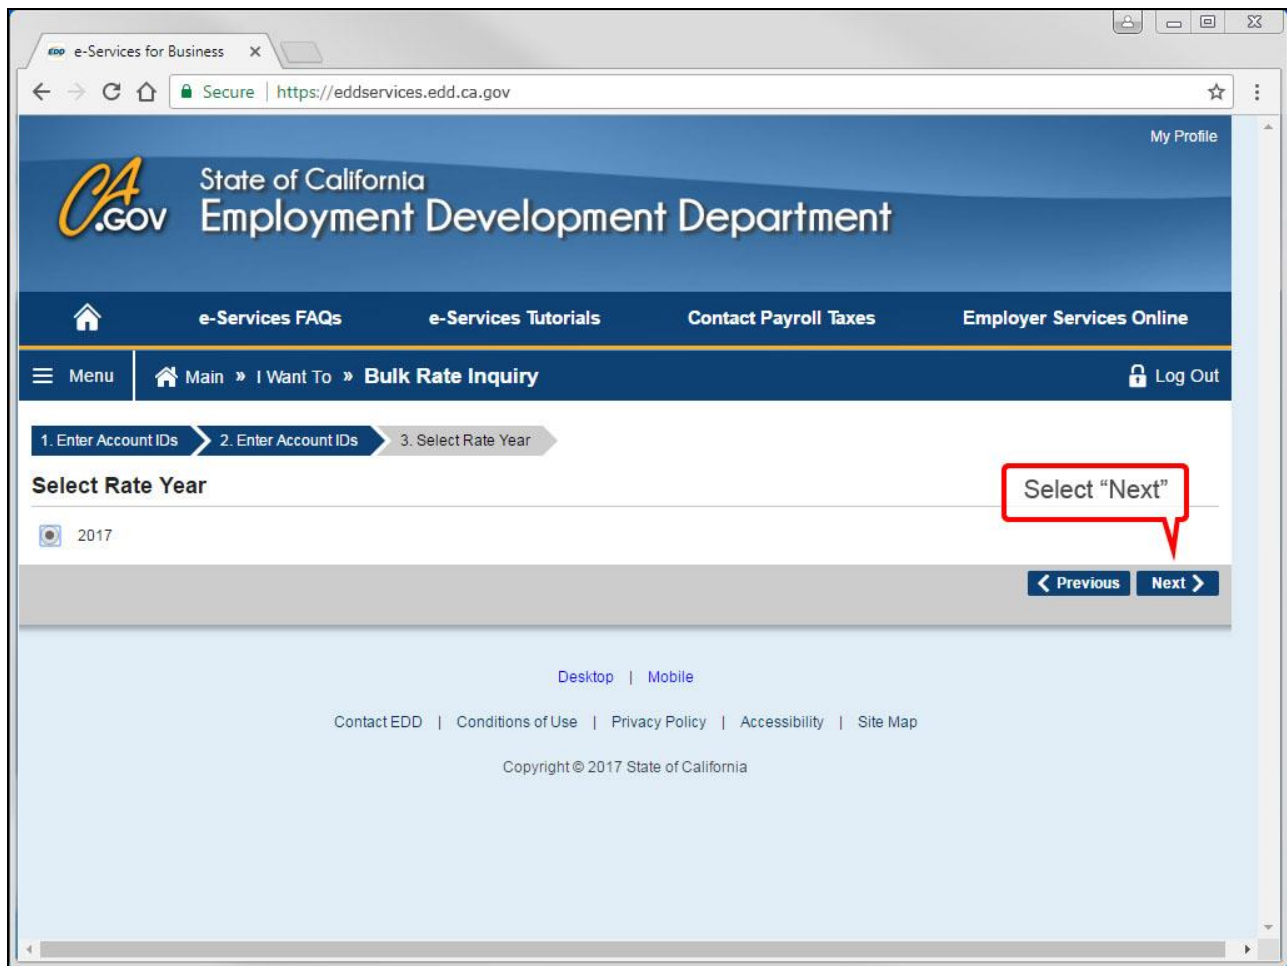 EDD e-Services for Business
Secure | https://eddservices.edd.ca.gov
My Profile
CA
.GOV
State of California
Employment Development Department
e-Services FAQs e-Services Tutorials Contact Payroll Taxes Employer Services Online
Menu Main » I Want To » Bulk Rate Inquiry Log Out
1. Enter Account IDs 2. Enter Account IDs 3. Select Rate Year
Select Rate Year
Select “Next”
2017
Previous Next
Desktop | Mobile
Contact EDD | Conditions of Use | Privacy Policy | Accessibility | Site Map
Copyright © 2017 State of California